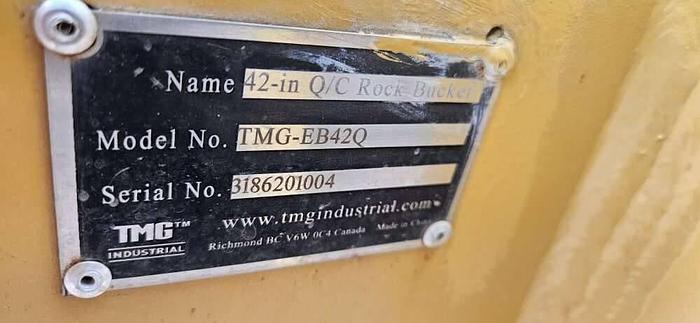 Name 42-in Q/C Rock Bucket
Model No. TMG-EB42Q
Serial No. 3186201004
TMG™ www.tmgindustrial.com
INDUSTRIAL Richmond BC V6W 0C4 Canada Made in China